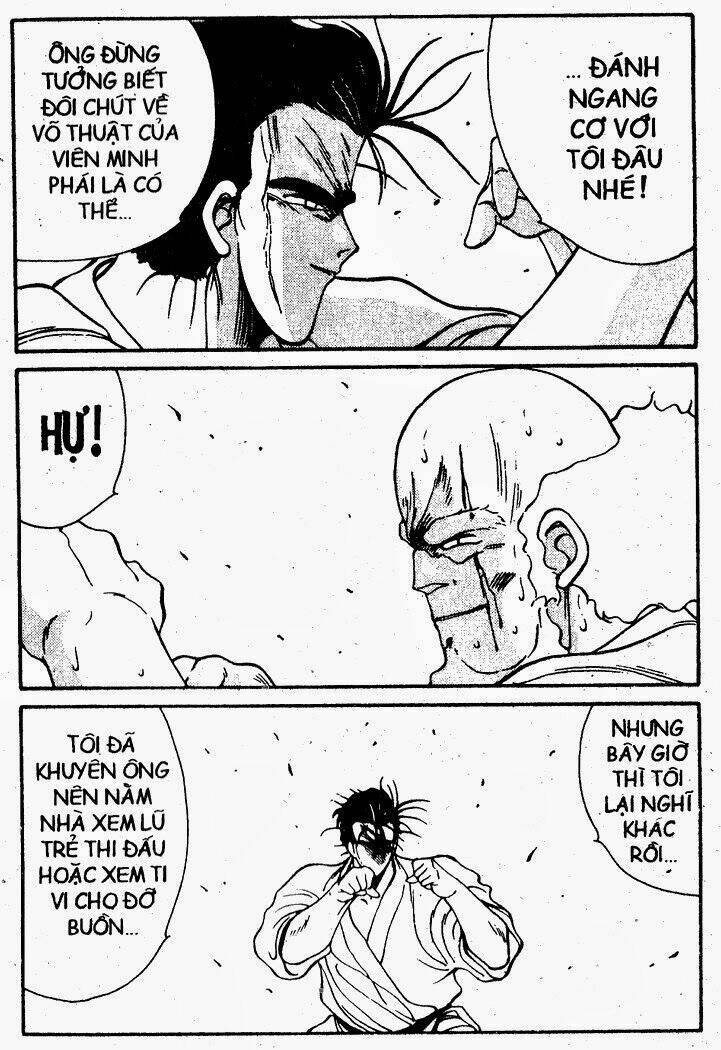 ÔNG ĐỪNG
TƯỞNG BIẾT
ĐÔI CHÚT VỀ
VÕ THUẬT CỦA
VIÊN MINH
PHÁI LÀ CÓ
THỂ...
... ĐÁNH
NGANG
CƠ VỚI
TÔI ĐÂU
NHÉ!
HỰ!
TÔI ĐÃ
KHUYÊN ÔNG
NÊN NẰM
NHÀ XEM LŨ
TRẺ THI ĐẤU
HOẶC XEM TI
VI CHO ĐỠ
BUỒN...
NHƯNG
BÂY GIỜ
THÌ TÔI
LẠI NGHĨ
KHÁC
RỒI...